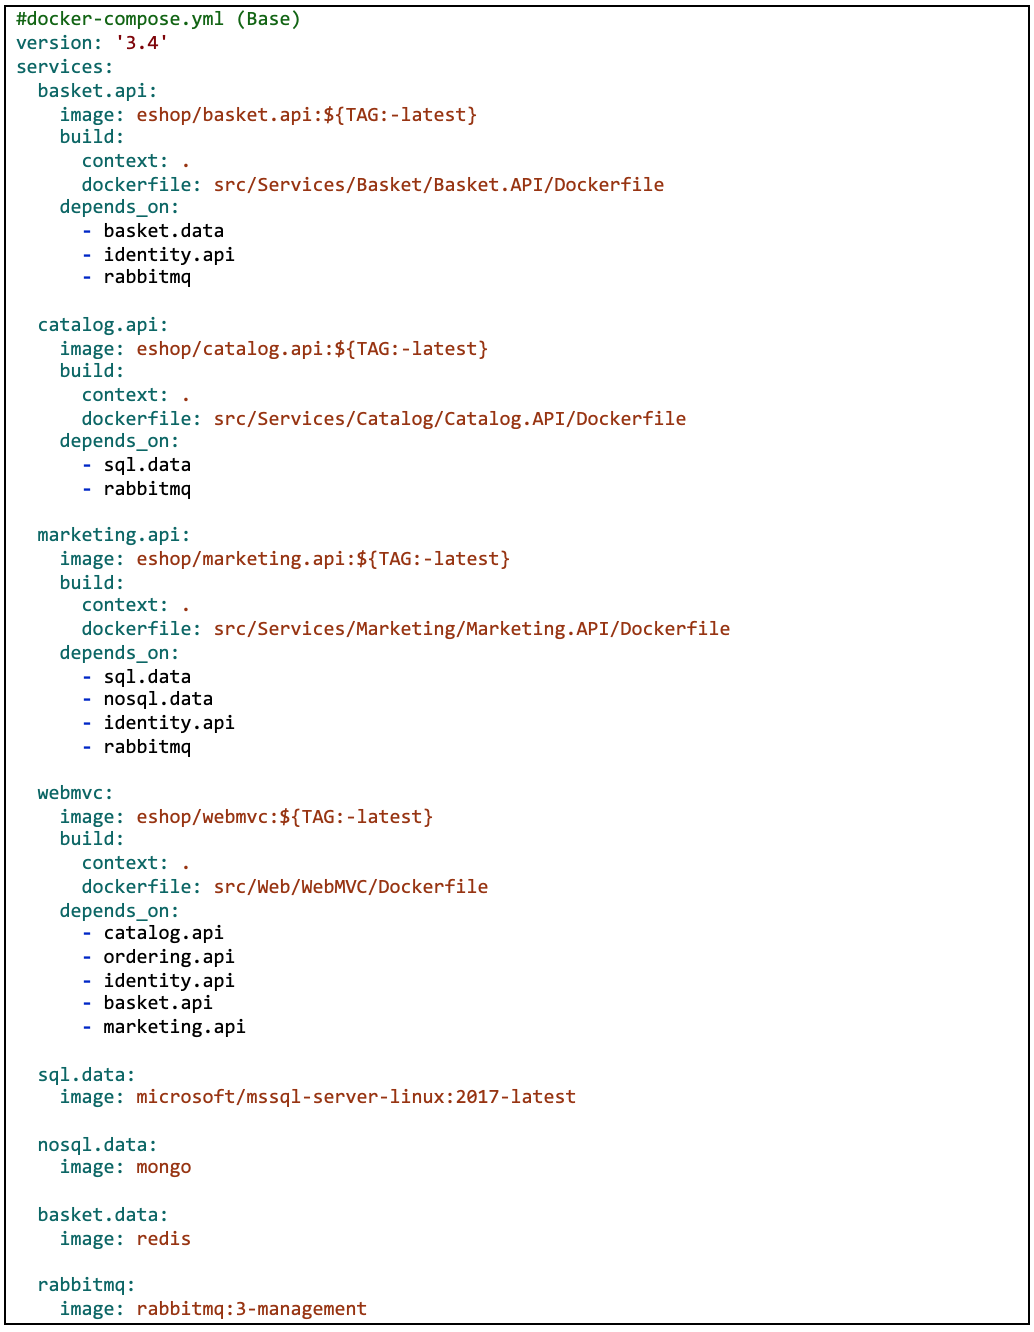 #docker-compose.yml (Base)
version: '3.4'
services:
  basket.api:
    image: eshop/basket.api:${TAG:-latest}
    build:
      context: .
      dockerfile: src/Services/Basket/Basket.API/Dockerfile
    depends_on:
      - basket.data
      - identity.api
      - rabbitmq

  catalog.api:
    image: eshop/catalog.api:${TAG:-latest}
    build:
      context: .
      dockerfile: src/Services/Catalog/Catalog.API/Dockerfile
    depends_on:
      - sql.data
      - rabbitmq

  marketing.api:
    image: eshop/marketing.api:${TAG:-latest}
    build:
      context: .
      dockerfile: src/Services/Marketing/Marketing.API/Dockerfile
    depends_on:
      - sql.data
      - nosql.data
      - identity.api
      - rabbitmq

  webmvc:
    image: eshop/webmvc:${TAG:-latest}
    build:
      context: .
      dockerfile: src/Web/WebMVC/Dockerfile
    depends_on:
      - catalog.api
      - ordering.api
      - identity.api
      - basket.api
      - marketing.api

  sql.data:
    image: microsoft/mssql-server-linux:2017-latest

  nosql.data:
    image: mongo

  basket.data:
    image: redis

  rabbitmq:
    image: rabbitmq:3-management